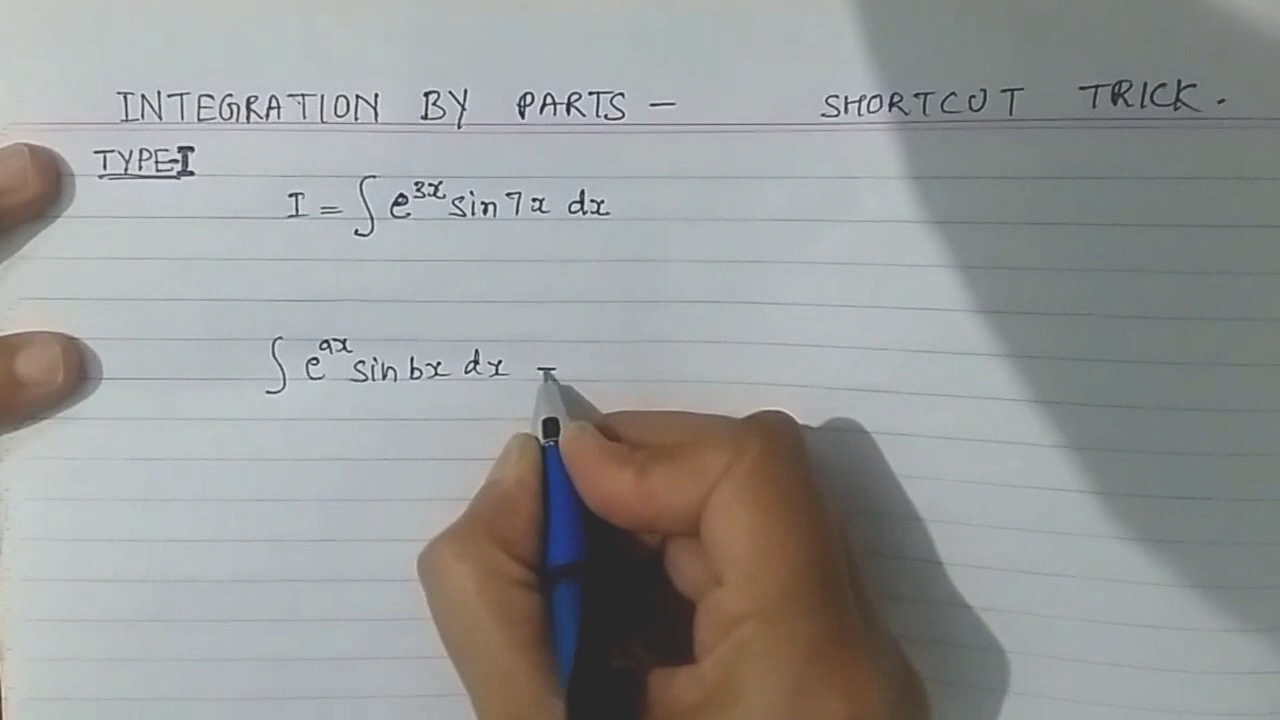 INTEGRATION BY PARTS - SHORTCUT TRICK.
TYPE-I
I = ∫ e^{3x} sin 7x dx
∫ e^{ax} sin bx dx =